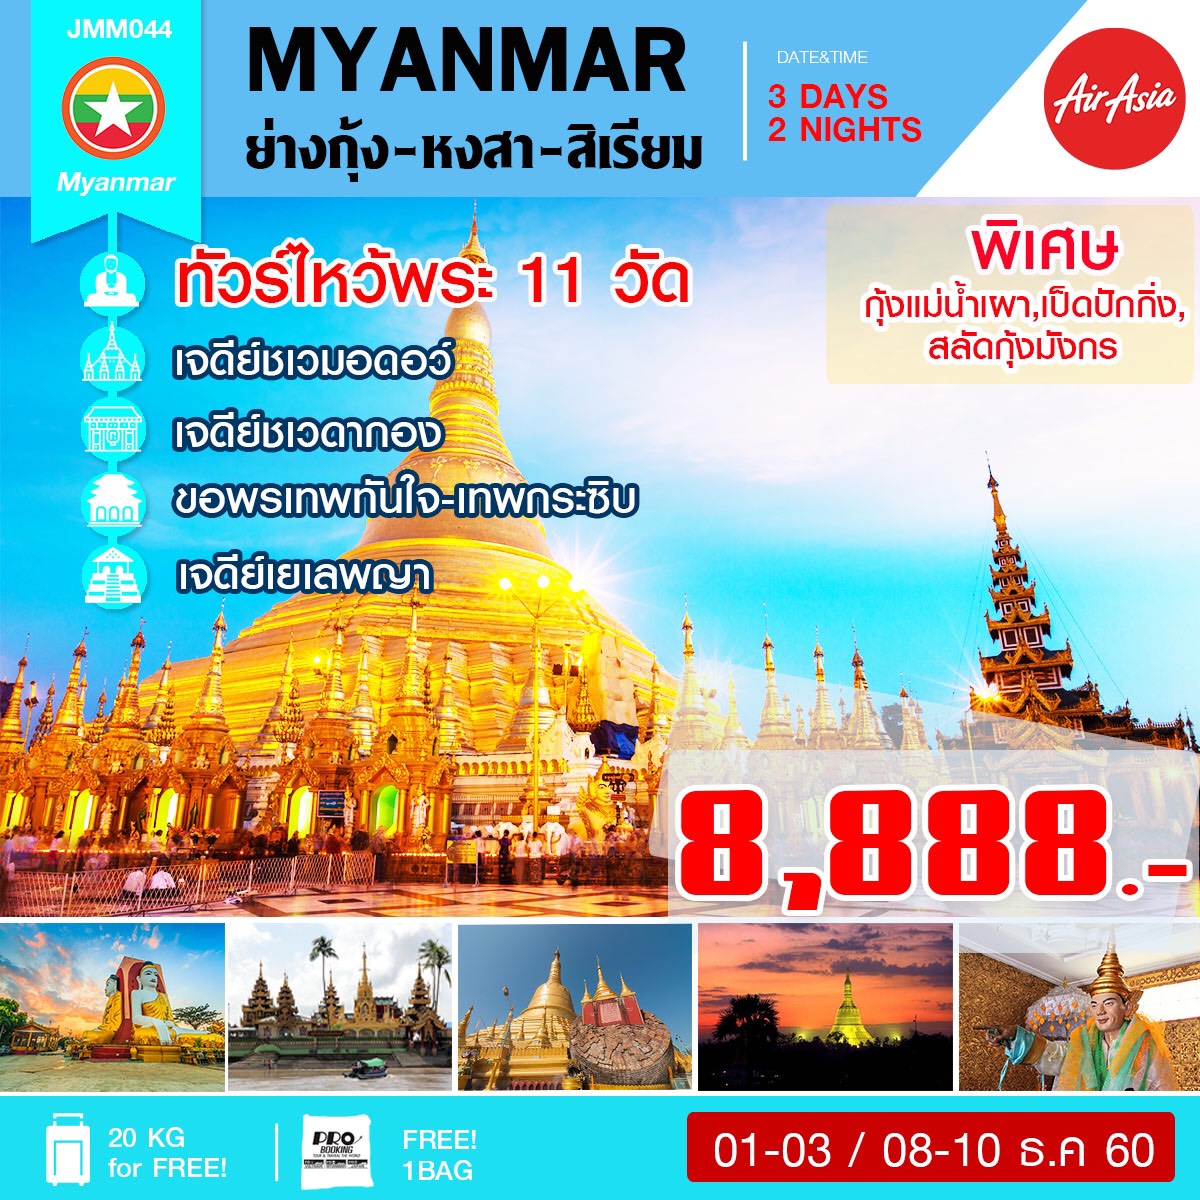 JMM044
Myanmar
MYANMAR
ย่างกุ้ง-หงสา-สิเรียม
DATE&TIME
3 DAYS
2 NIGHTS
AirAsia
ทัวร์ไหว้พระ 11 วัด
เจดีย์ชเวมอดอว์
เจดีย์ชเวดากอง
ขอพรเทพทันใจ-เทพกระซิบ
เจดีย์เยเลพญา
พิเศษ
กุ้งแม่น้ำเผา,เป็ดปักกิ่ง,
สลัดกุ้งมังกร
8,888.-
20 KG
for FREE!
PRO
BOOKING
FREE!
1BAG
01-03 / 08-10 ธ.ค 60